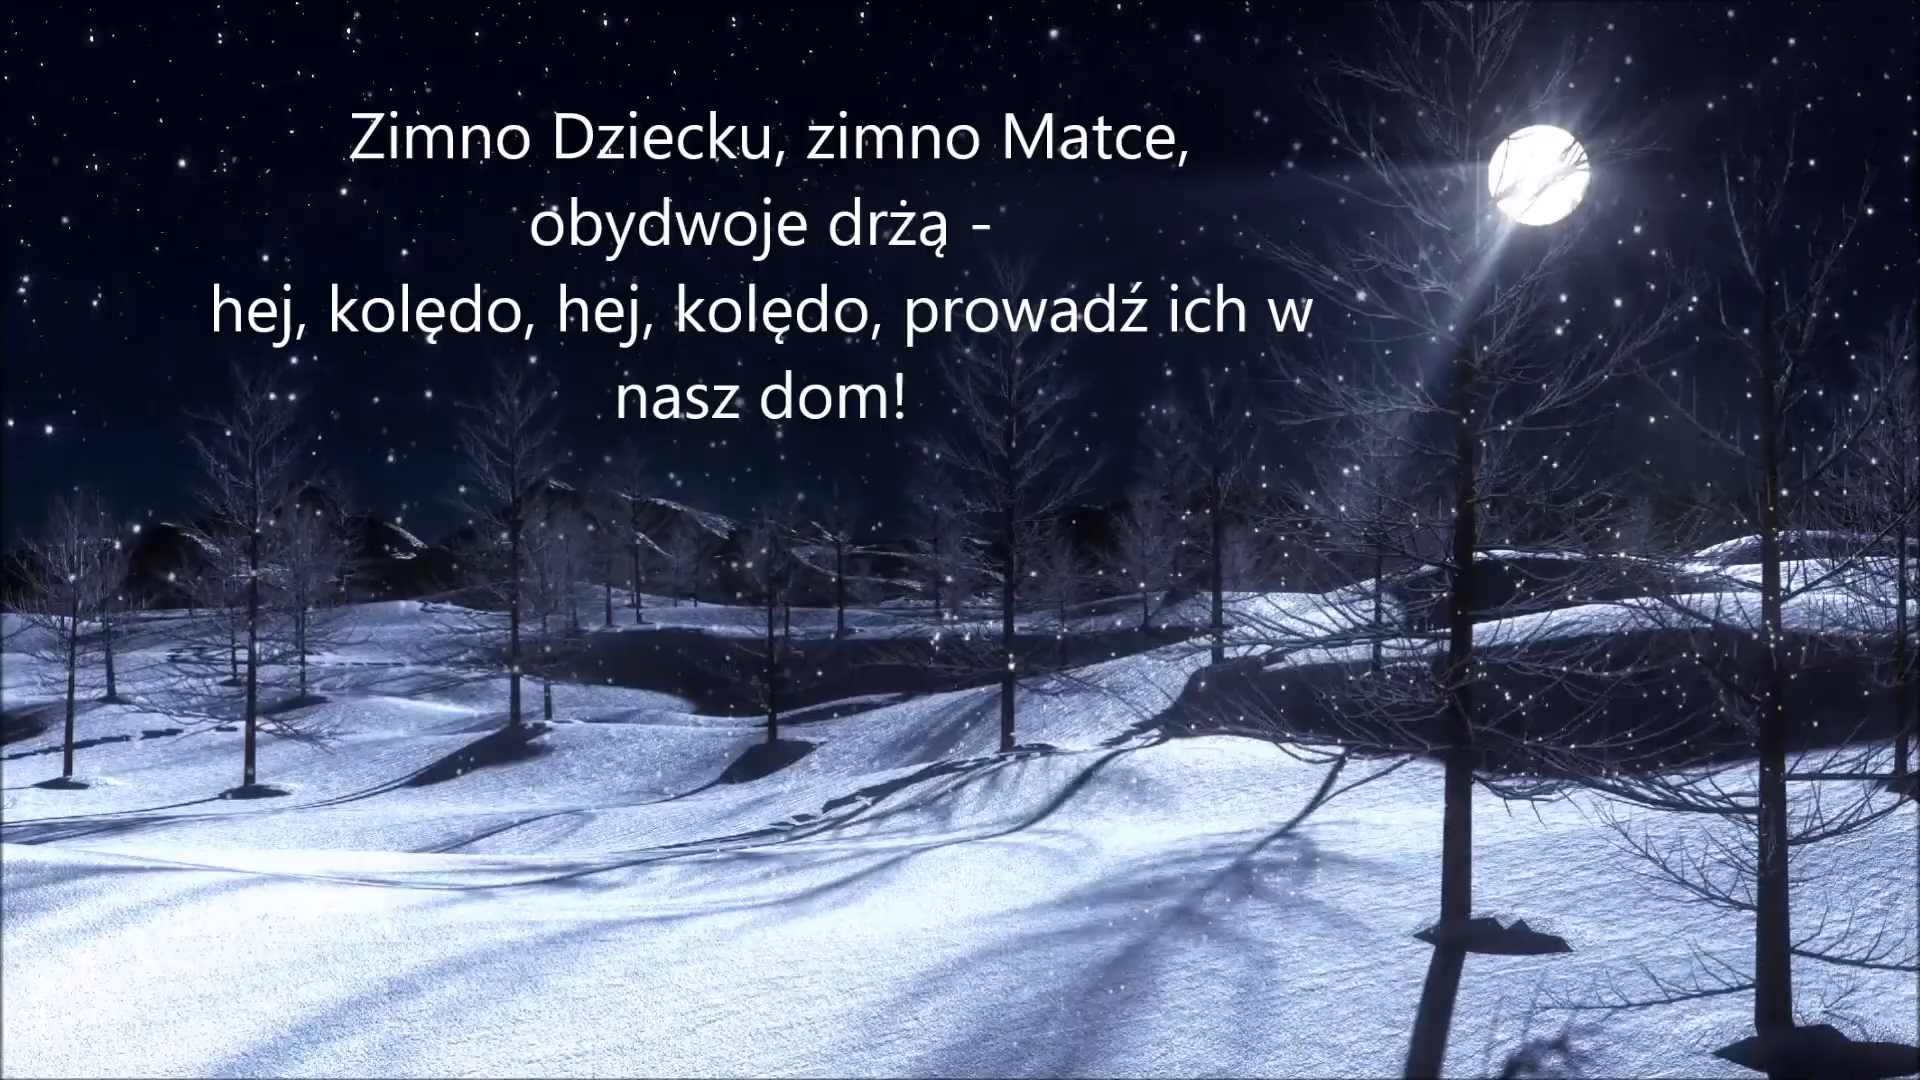 Zimno Dziecku, zimno Matce,
obydwoje drżą -
hej, kolędo, hej, kolędo, prowadź ich w
nasz dom!